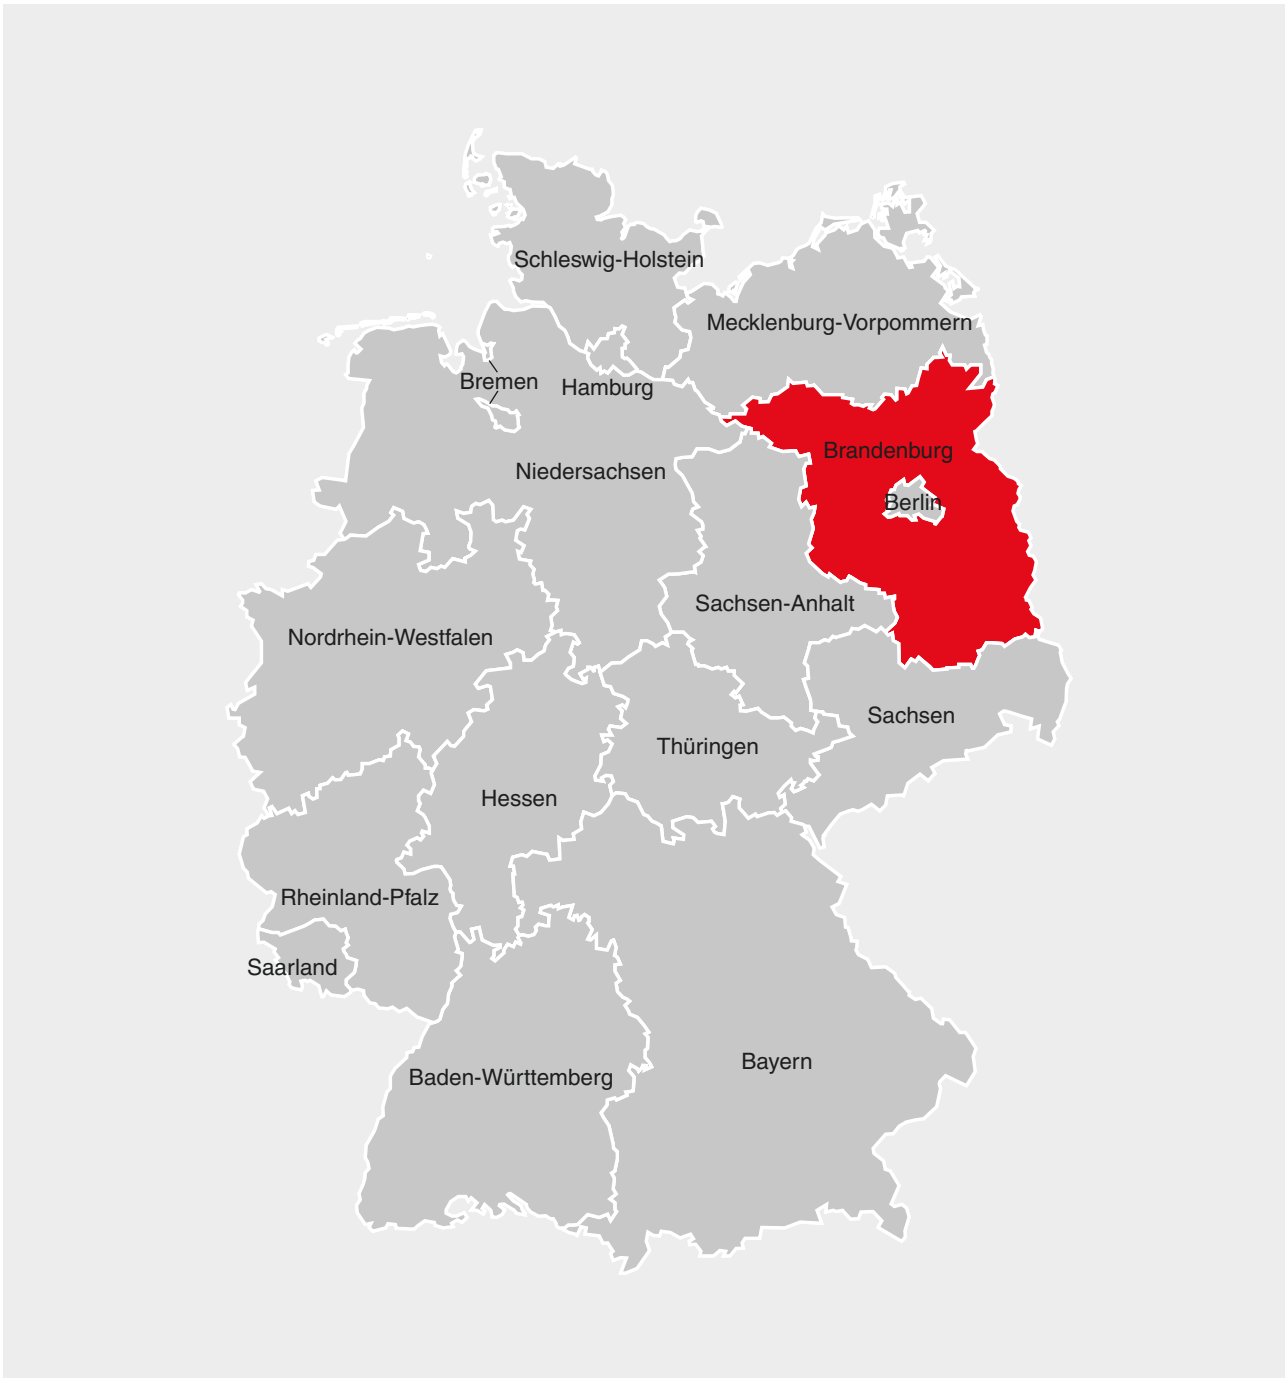 Schleswig-Holstein
Mecklenburg-Vorpommern
Bremen
Hamburg
Brandenburg
Niedersachsen
Berlin
Sachsen-Anhalt
Nordrhein-Westfalen
Sachsen
Thüringen
Hessen
Rheinland-Pfalz
Saarland
Bayern
Baden-Württemberg